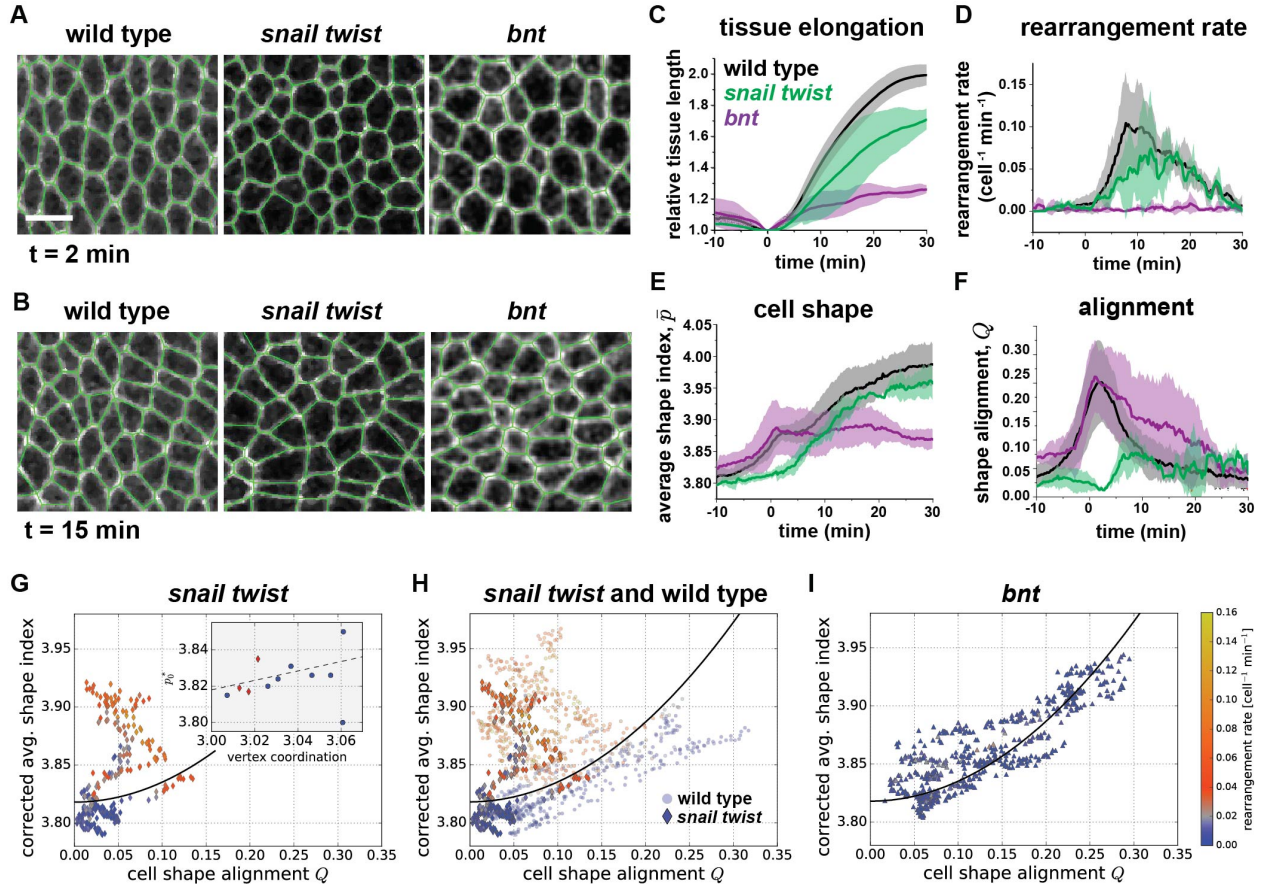 A
wild type
snail twist
bnt
t = 2 min
B
wild type
snail twist
bnt
t = 15 min
C
tissue elongation
wild type
snail twist
bnt
relative tissue length
2.0
1.8
1.6
1.4
1.2
1.0
-10 0 10 20 30
time (min)
D
rearrangement rate
rearrangement rate
(cell⁻¹ min⁻¹)
0.15
0.10
0.05
0.00
-10 0 10 20 30
time (min)
E
cell shape
average shape index, p̄
4.05
4.00
3.95
3.90
3.85
3.80
-10 0 10 20 30
time (min)
F
alignment
shape alignment, Q
0.30
0.25
0.20
0.15
0.10
0.05
0.00
-10 0 10 20 30
time (min)
G
snail twist
corrected avg. shape index
3.95
3.90
3.85
3.80
0.00 0.05 0.10 0.15 0.20 0.25 0.30 0.35
cell shape alignment Q
p₀*
3.84
3.82
3.80
3.00 3.02 3.04 3.06
vertex coordination
H
snail twist and wild type
corrected avg. shape index
3.95
3.90
3.85
3.80
wild type
snail twist
0.00 0.05 0.10 0.15 0.20 0.25 0.30 0.35
cell shape alignment Q
I
bnt
corrected avg. shape index
3.95
3.90
3.85
3.80
0.00 0.05 0.10 0.15 0.20 0.25 0.30 0.35
cell shape alignment Q
0.16
0.14
0.12
0.10
0.08
0.06
0.04
0.02
0.00
rearrangement rate [cell⁻¹ min⁻¹]